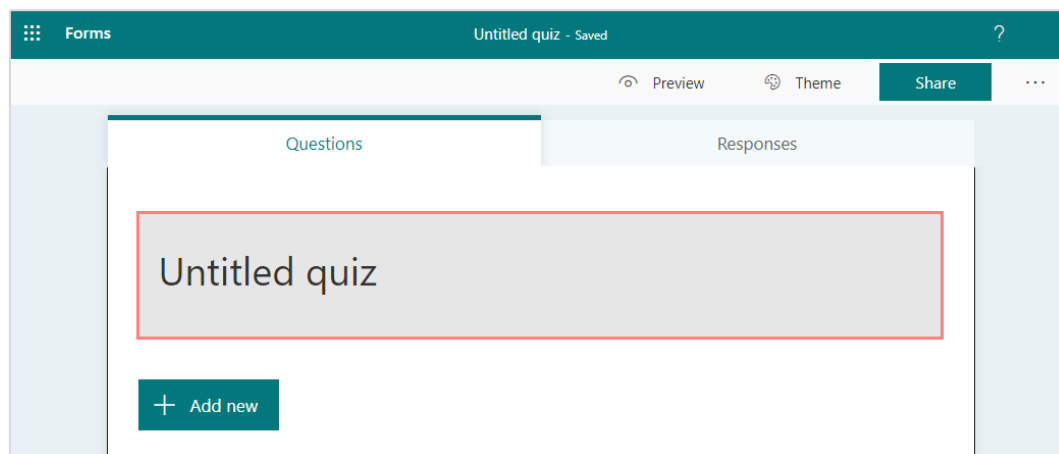 Forms
Untitled quiz - Saved
?
Preview
Theme
Share
...
Questions
Responses
Untitled quiz
+ Add new